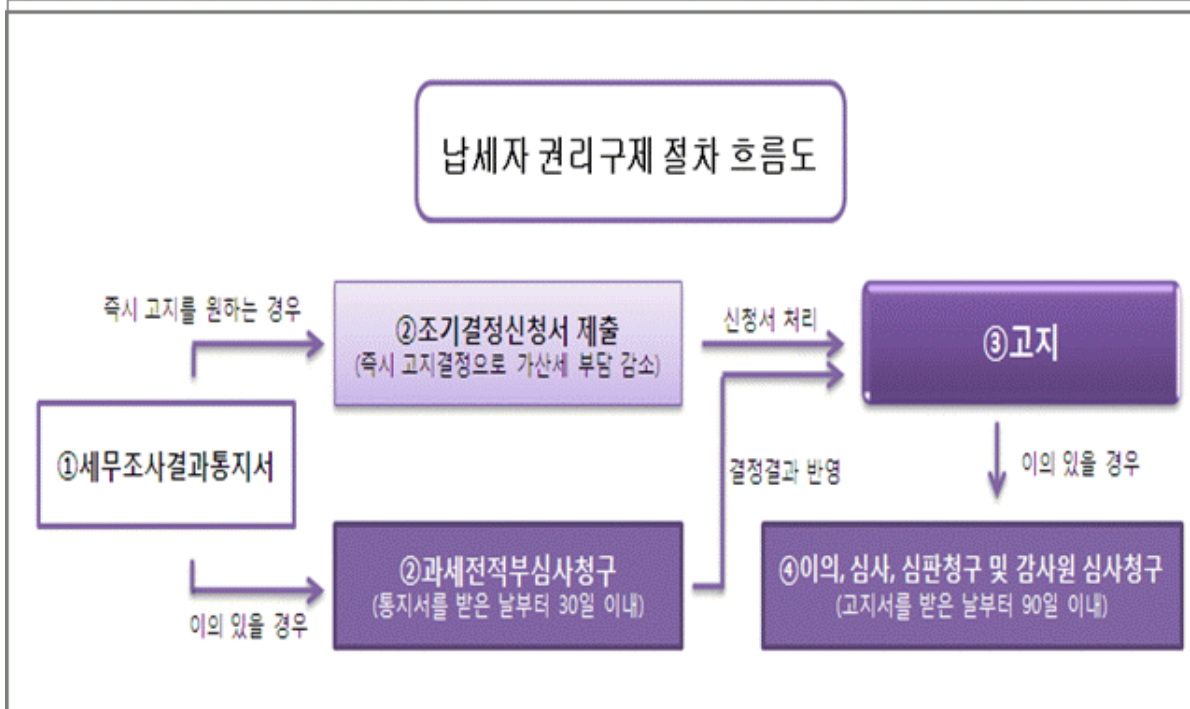 납세자 권리구제 절차 흐름도
즉시 고지를 원하는 경우
②조기결정신청서 제출
(즉시 고지결정으로 가산세 부담 감소)
신청서 처리
③고지
①세무조사결과통지서
결정결과 반영
이의 있을 경우
②과세전적부심사청구
(통지서를 받은 날부터 30일 이내)
이의 있을 경우
④이의, 심사, 심판청구 및 감사원 심사청구
(고지서를 받은 날부터 90일 이내)